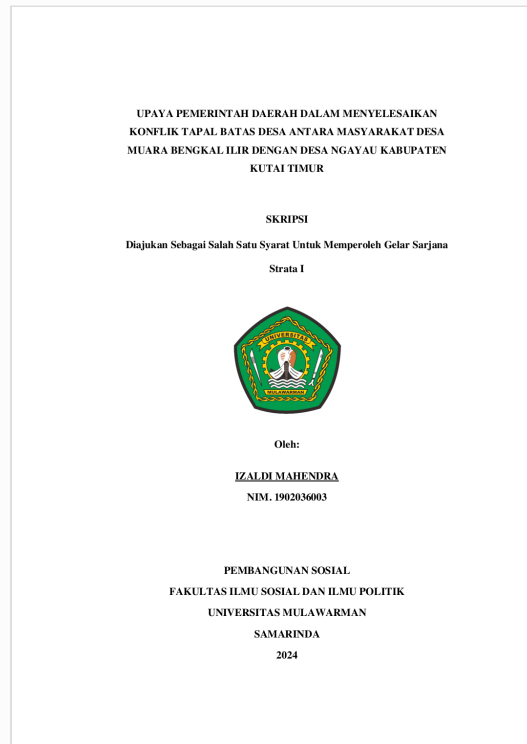 UPAYA PEMERINTAH DAERAH DALAM MENYELESAIKAN
KONFLIK TAPAL BATAS DESA ANTARA MASYARAKAT DESA
MUARA BENGKAL ILIR DENGAN DESA NGAYAU KABUPATEN
KUTAI TIMUR
SKRIPSI
Diajukan Sebagai Salah Satu Syarat Untuk Memperoleh Gelar Sarjana
Strata I
UNIVERSITAS
MULAWARMAN
Oleh:
IZALDI MAHENDRA
NIM. 1902036003
PEMBANGUNAN SOSIAL
FAKULTAS ILMU SOSIAL DAN ILMU POLITIK
UNIVERSITAS MULAWARMAN
SAMARINDA
2024